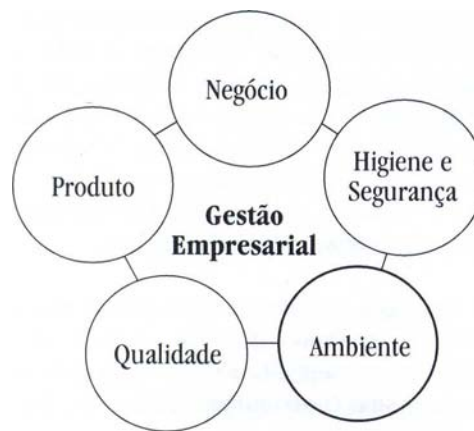 Negócio
Higiene e
Segurança
Produto
Gestão
Empresarial
Qualidade
Ambiente